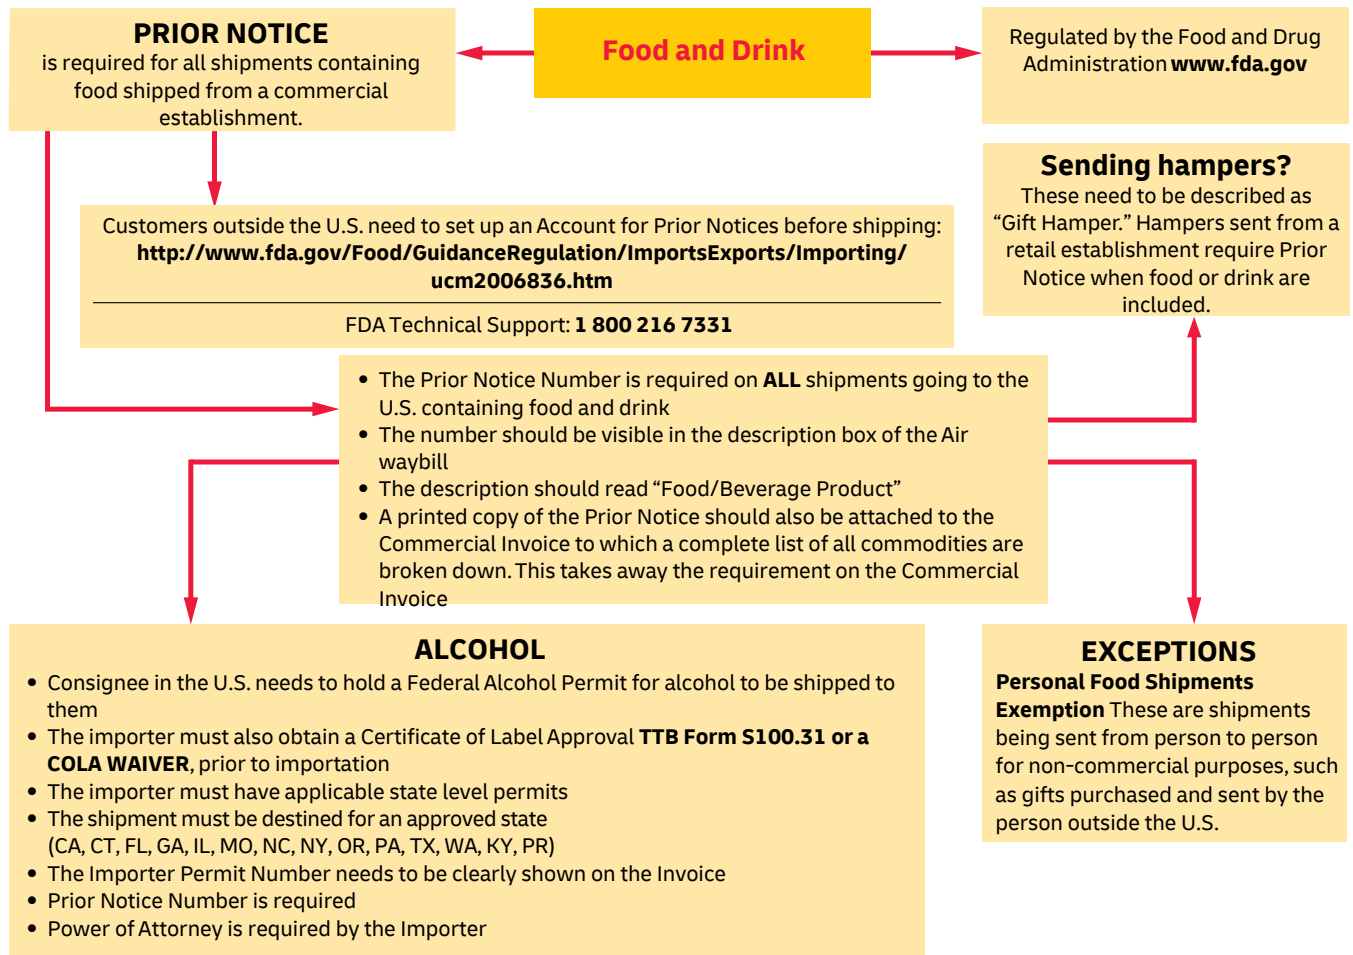 PRIOR NOTICE
is required for all shipments containing
food shipped from a commercial
establishment.
Food and Drink
Regulated by the Food and Drug
Administration www.fda.gov
Sending hampers?
These need to be described as
“Gift Hamper.” Hampers sent from a
retail establishment require Prior
Notice when food or drink are
included.
Customers outside the U.S. need to set up an Account for Prior Notices before shipping:
http://www.fda.gov/Food/GuidanceRegulation/ImportsExports/Importing/
ucm2006836.htm
FDA Technical Support: 1 800 216 7331
• The Prior Notice Number is required on ALL shipments going to the
U.S. containing food and drink
• The number should be visible in the description box of the Air
waybill
• The description should read “Food/Beverage Product”
• A printed copy of the Prior Notice should also be attached to the
Commercial Invoice to which a complete list of all commodities are
broken down. This takes away the requirement on the Commercial
Invoice
ALCOHOL
• Consignee in the U.S. needs to hold a Federal Alcohol Permit for alcohol to be shipped to
them
• The importer must also obtain a Certificate of Label Approval TTB Form S100.31 or a
COLA WAIVER, prior to importation
• The importer must have applicable state level permits
• The shipment must be destined for an approved state
(CA, CT, FL, GA, IL, MO, NC, NY, OR, PA, TX, WA, KY, PR)
• The Importer Permit Number needs to be clearly shown on the Invoice
• Prior Notice Number is required
• Power of Attorney is required by the Importer
EXCEPTIONS
Personal Food Shipments
Exemption These are shipments
being sent from person to person
for non-commercial purposes, such
as gifts purchased and sent by the
person outside the U.S.